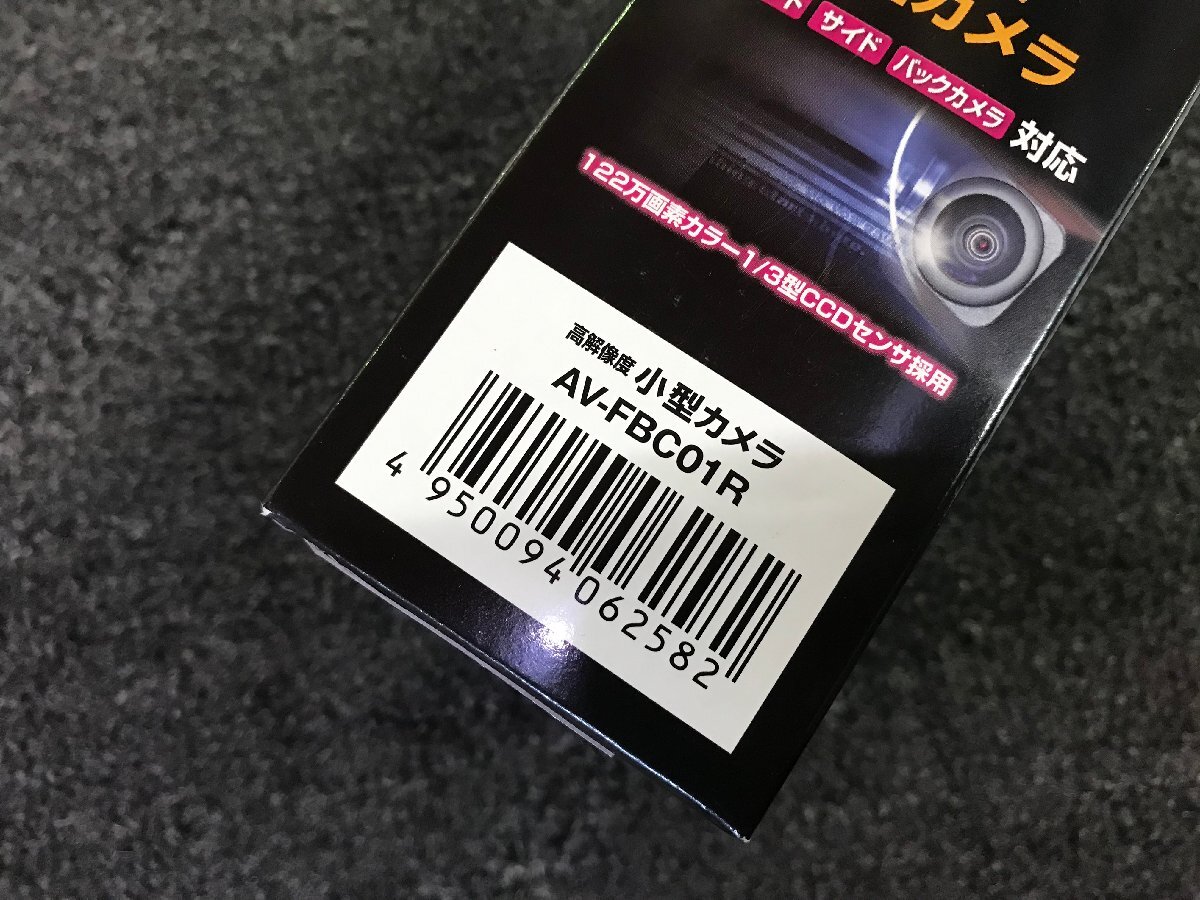 カメラ
サイド バックカメラ 対応
122万画素カラー1/3型CCDセンサ採用
高解像度 小型カメラ
AV-FBC01R
4 950094 062582